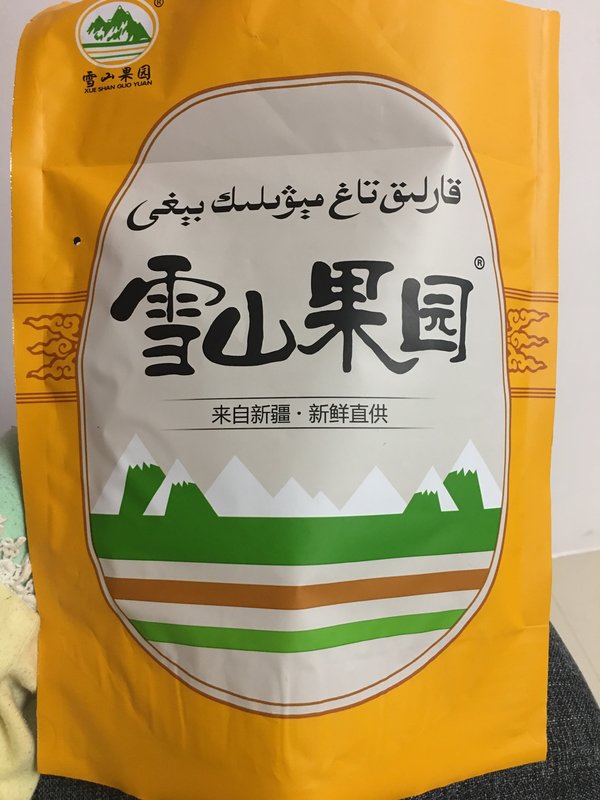 ®
雪山果园
XUE SHAN GUO YUAN
قارلىق تاغ مېۋىلىك بېغى
雪山果园®
来自新疆·新鲜直供